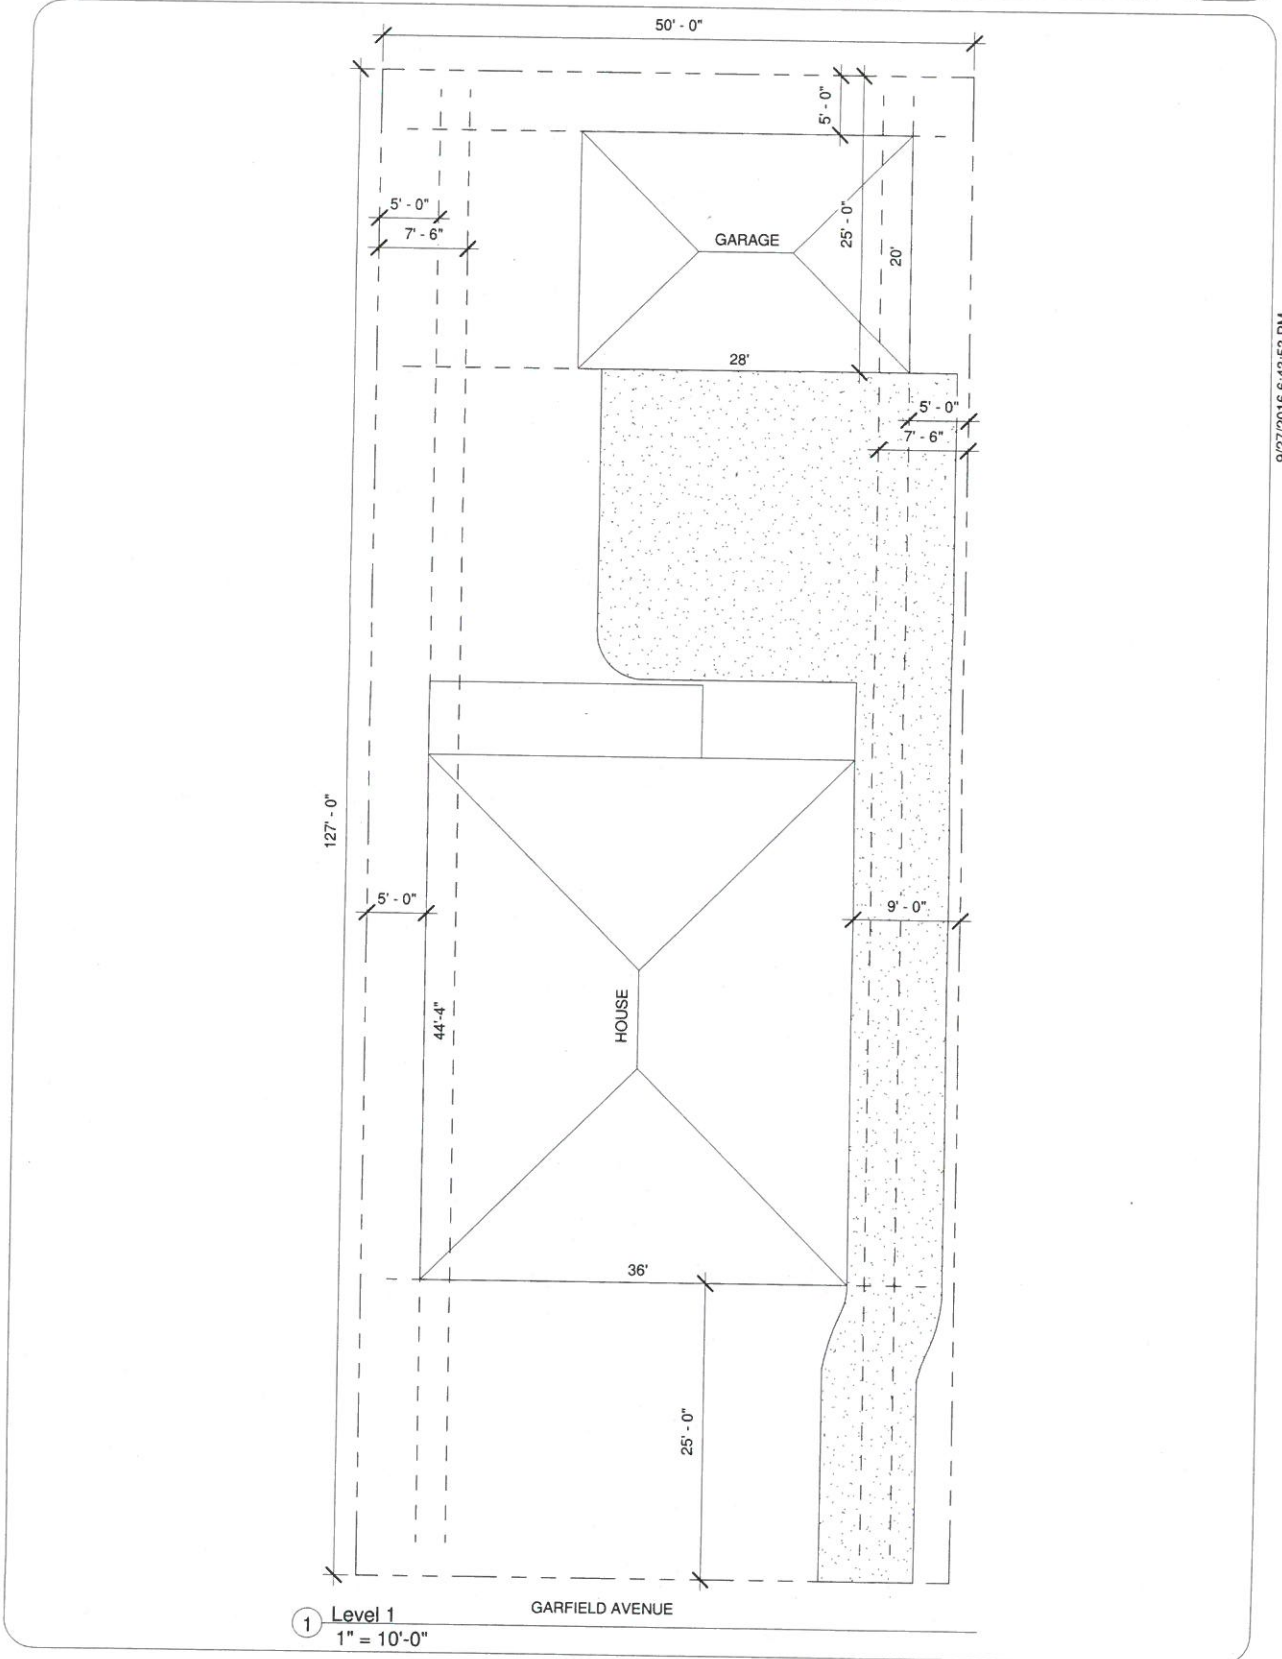 50' - 0"
5' - 0"
5' - 0"
7' - 6"
25' - 0"
20'
GARAGE
28'
5' - 0"
7' - 6"
127' - 0"
5' - 0"
9' - 0"
44'-4"
HOUSE
36'
25' - 0"
GARFIELD AVENUE
1
Level 1
1" = 10'-0"